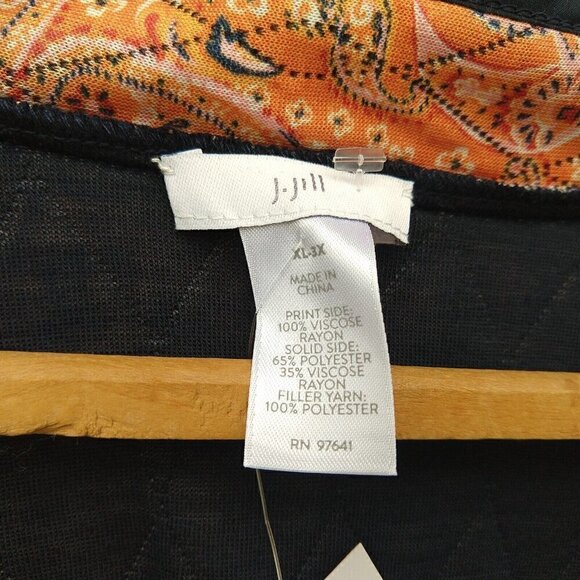 J.Jill
XL-3X
MADE IN
CHINA
PRINT SIDE:
100% VISCOSE
RAYON
SOLID SIDE:
65% POLYESTER
35% VISCOSE
RAYON
FILLER YARN:
100% POLYESTER
RN 97641